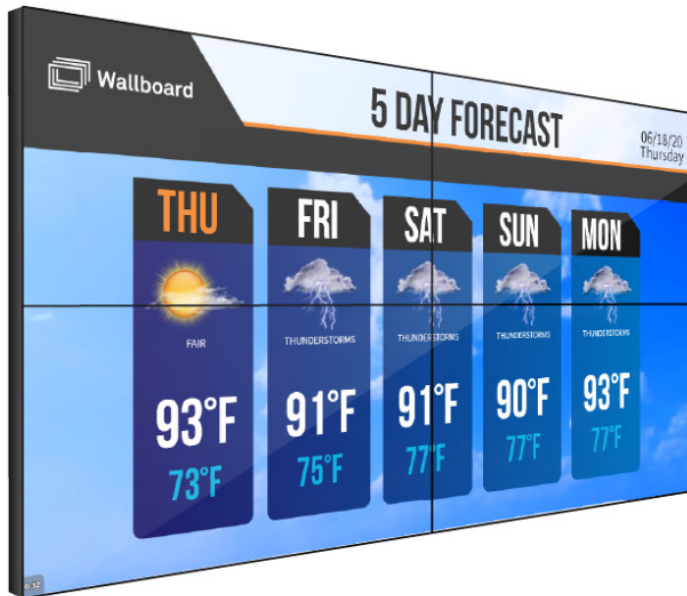 Wallboard
5 DAY FORECAST
06/18/20
Thursday
THU
FAIR
93°F
73°F
FRI
THUNDERSTORMS
91°F
75°F
SAT
THUNDERSTORMS
91°F
77°F
SUN
THUNDERSTORMS
90°F
77°F
MON
THUNDERSTORMS
93°F
77°F